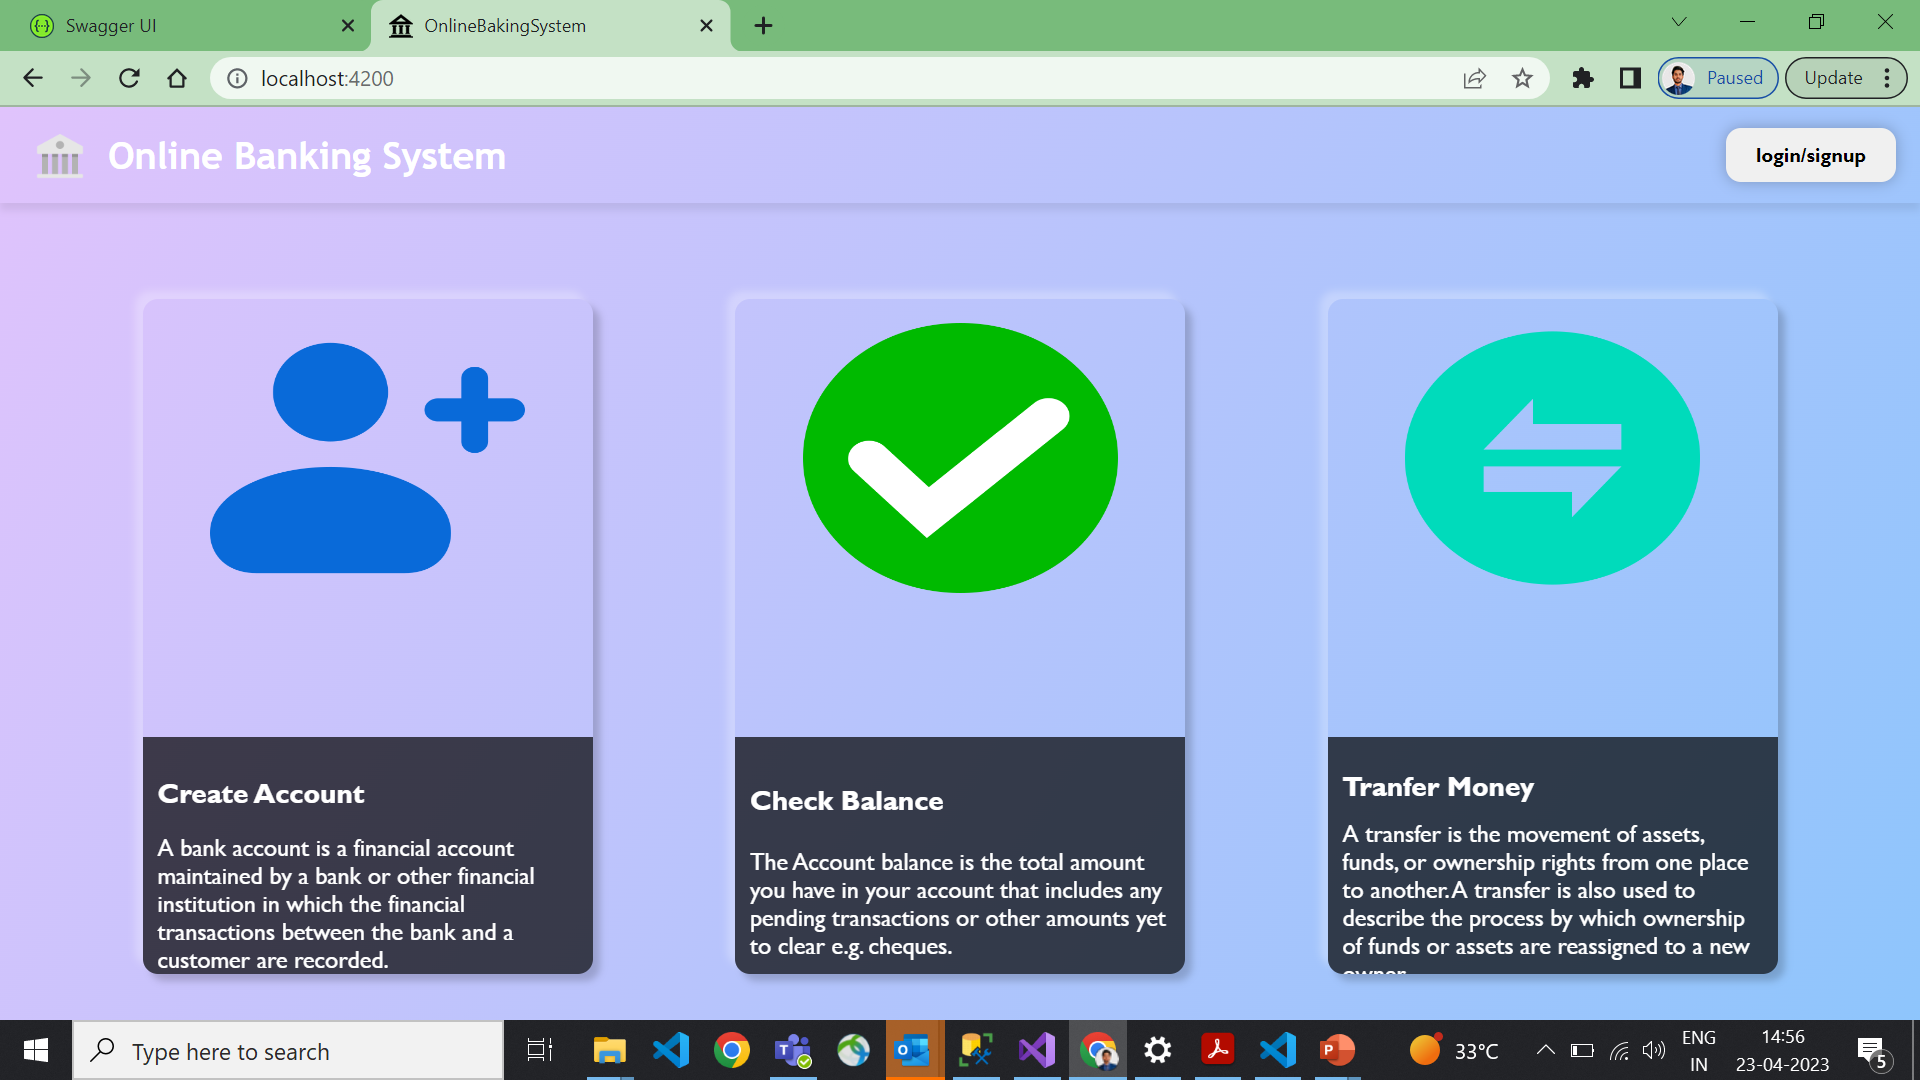 Swagger UI
OnlineBakingSystem
localhost:4200
Paused
Update
Online Banking System
login/signup
Create Account
A bank account is a financial account
maintained by a bank or other financial
institution in which the financial
transactions between the bank and a
customer are recorded.
Check Balance
The Account balance is the total amount
you have in your account that includes any
pending transactions or other amounts yet
to clear e.g. cheques.
Tranfer Money
A transfer is the movement of assets,
funds, or ownership rights from one place
to another. A transfer is also used to
describe the process by which ownership
of funds or assets are reassigned to a new
Type here to search
33°C
ENG
IN
14:56
23-04-2023
5